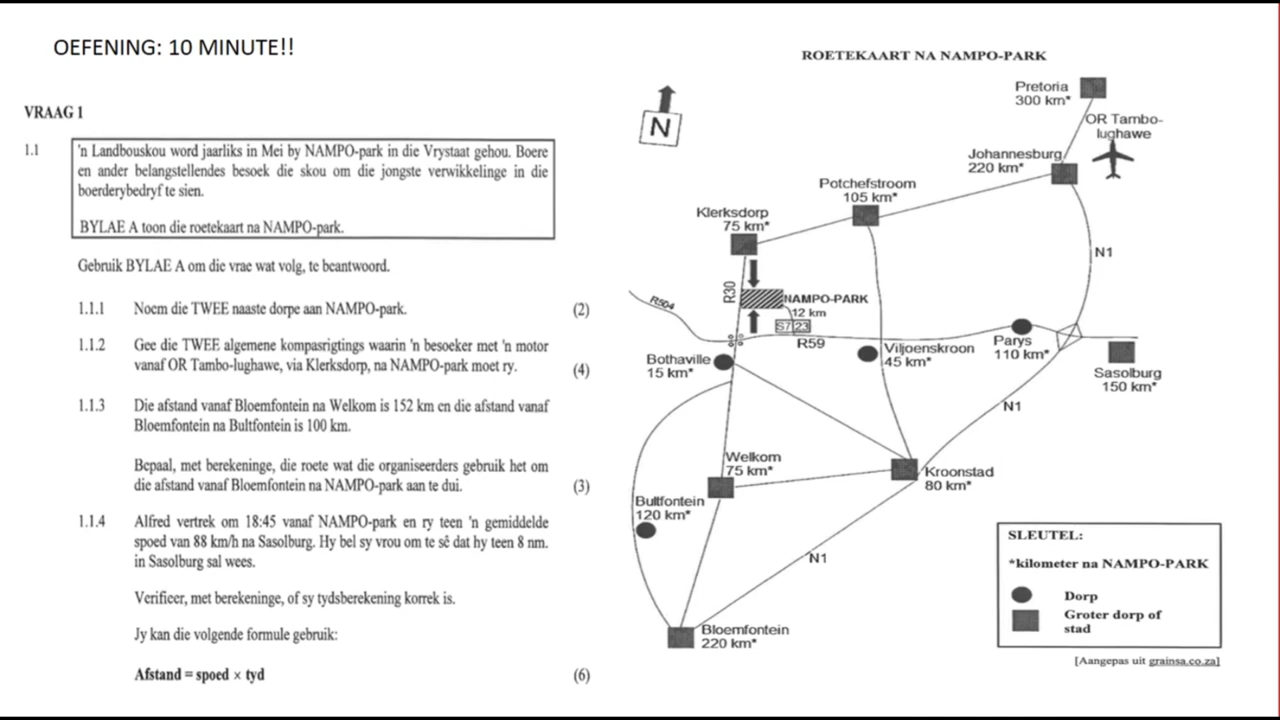 OEFENING: 10 MINUTE!!
VRAAG 1
1.1 'n Landbouskou word jaarliks in Mei by NAMPO-park in die Vrystaat gehou. Boere
en ander belangstellendes besoek die skou om die jongste verwikkelinge in die
boerderybedryf te sien.
BYLAE A toon die roetekaart na NAMPO-park.
Gebruik BYLAE A om die vrae wat volg, te beantwoord.
1.1.1 Noem die TWEE naaste dorpe aan NAMPO-park. (2)
1.1.2 Gee die TWEE algemene kompasrigtings waarin 'n besoeker met 'n motor
vanaf OR Tambo-lughawe, via Klerksdorp, na NAMPO-park moet ry. (4)
1.1.3 Die afstand vanaf Bloemfontein na Welkom is 152 km en die afstand vanaf
Bloemfontein na Bultfontein is 100 km.
Bepaal, met berekeninge, die roete wat die organiseerders gebruik het om
die afstand vanaf Bloemfontein na NAMPO-park aan te dui. (3)
1.1.4 Alfred vertrek om 18:45 vanaf NAMPO-park en ry teen 'n gemiddelde
spoed van 88 km/h na Sasolburg. Hy bel sy vrou om te sê dat hy teen 8 nm.
in Sasolburg sal wees.
Verifieer, met berekeninge, of sy tydsberekening korrek is.
Jy kan die volgende formule gebruik:
Afstand = spoed × tyd (6)
ROETEKAART NA NAMPO-PARK
N
Pretoria
300 km*
OR Tambo-
lughawe
Johannesburg
220 km*
Potchefstroom
105 km*
Klerksdorp
75 km*
N1
R30
R504
NAMPO-PARK
12 km
S7 23
R59
Bothaville
15 km*
Viljoenskroon
45 km*
Parys
110 km*
Sasolburg
150 km*
N1
Welkom
75 km*
Kroonstad
80 km*
Bultfontein
120 km*
N1
Bloemfontein
220 km*
SLEUTEL:
*kilometer na NAMPO-PARK
Dorp
Groter dorp of
stad
[Aangepas uit grainsa.co.za]